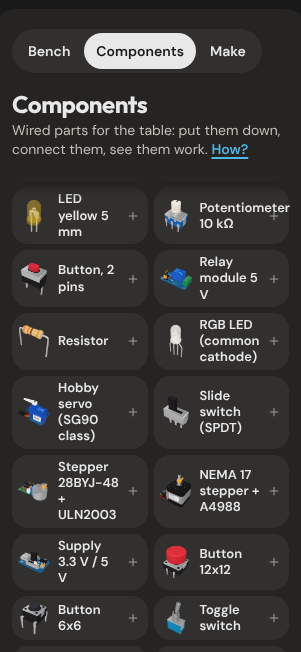 Bench Components Make
Components
Wired parts for the table: put them down,
connect them, see them work. How?
LED
yellow 5
mm
+
Potentiometer
10 kΩ
+
Button, 2
pins
+
Relay
module 5
V
+
Resistor
+
RGB LED
(common
cathode)
+
Hobby
servo
(SG90
class)
+
Slide
switch
(SPDT)
+
Stepper
28BYJ-48
+
ULN2003
+
NEMA 17
stepper +
A4988
+
Supply
3.3 V / 5
V
+
Button
12x12
+
Button
6x6
+
Toggle
switch
+